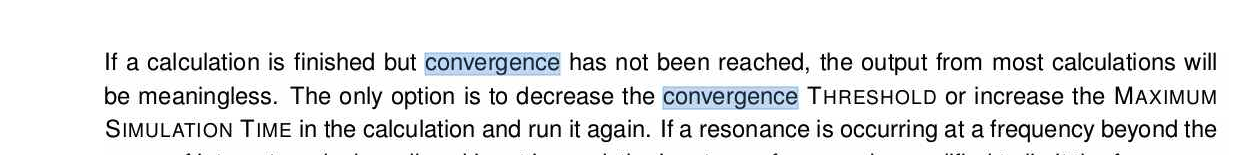 If a calculation is finished but convergence has not been reached, the output from most calculations will
be meaningless. The only option is to decrease the convergence THRESHOLD or increase the MAXIMUM
SIMULATION TIME in the calculation and run it again. If a resonance is occurring at a frequency beyond the